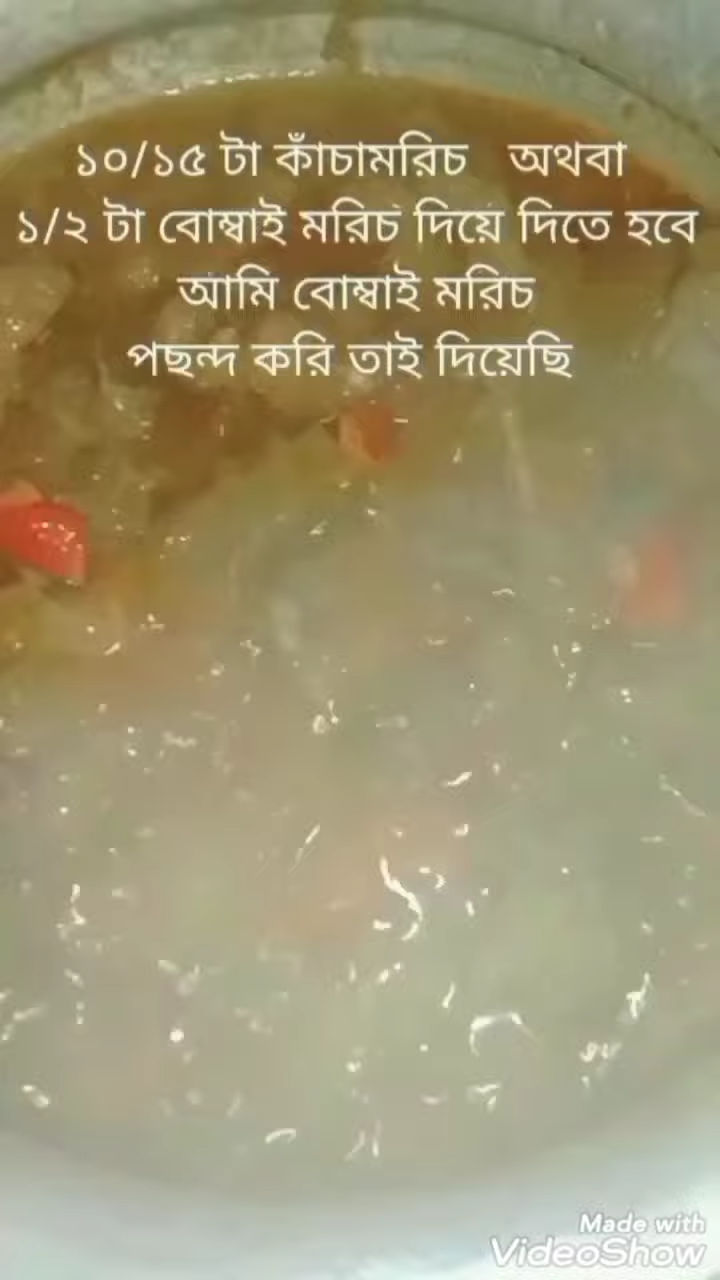 ১০/১৫ টা কাঁচামরিচ অথবা
১/২ টা বোম্বাই মরিচ দিয়ে দিতে হবে
আমি বোম্বাই মরিচ
পছন্দ করি তাই দিয়েছি
Made with
VideoShow